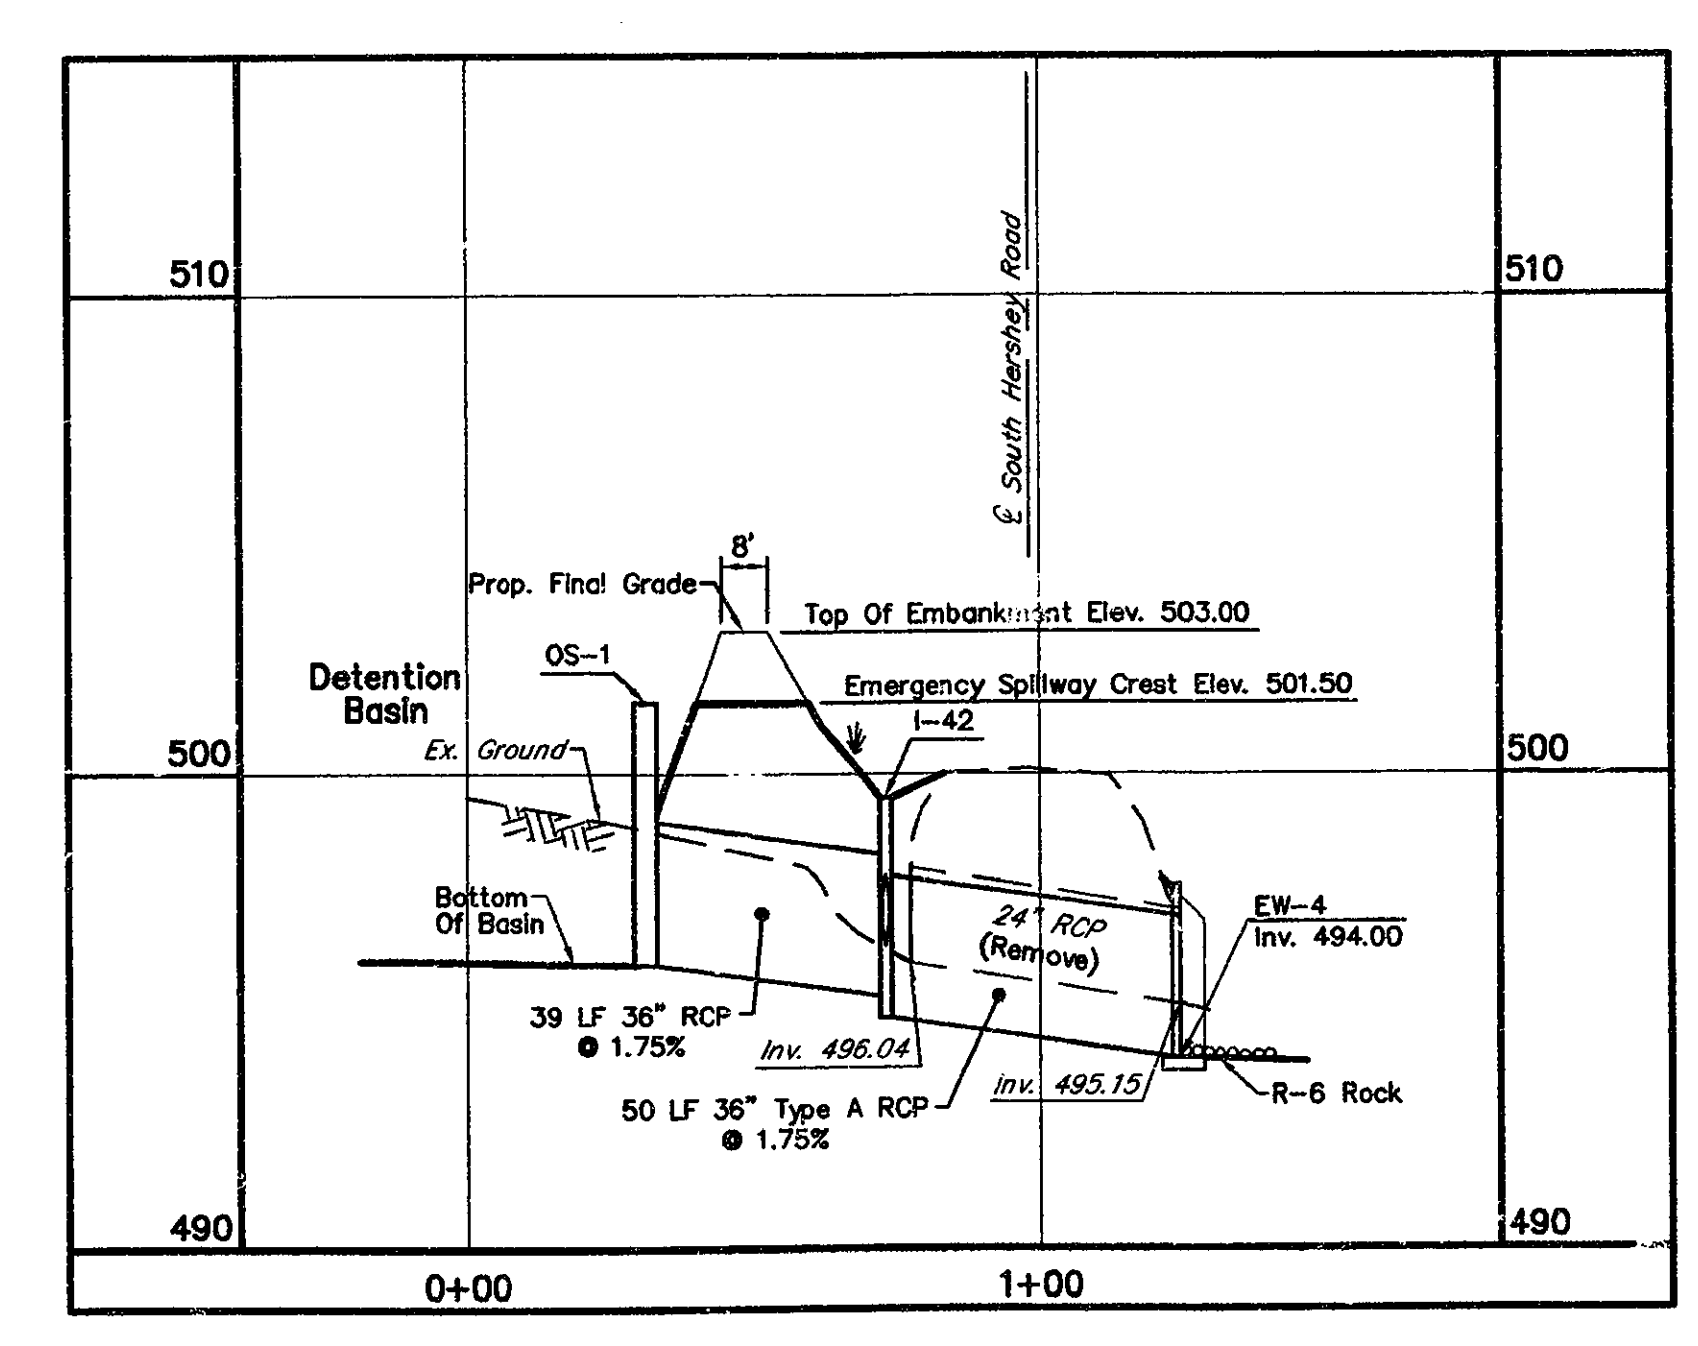 510
510
℄ South Hershey Road
8'
Prop. Final Grade
Top Of Embankment Elev. 503.00
OS-1
Detention
Basin
Emergency Spillway Crest Elev. 501.50
I-42
Ex. Ground
500
500
Bottom
Of Basin
24" RCP
(Remove)
EW-4
Inv. 494.00
39 LF 36" RCP
@ 1.75%
Inv. 496.04
inv. 495.15
R-6 Rock
50 LF 36" Type A RCP
@ 1.75%
490
490
0+00
1+00